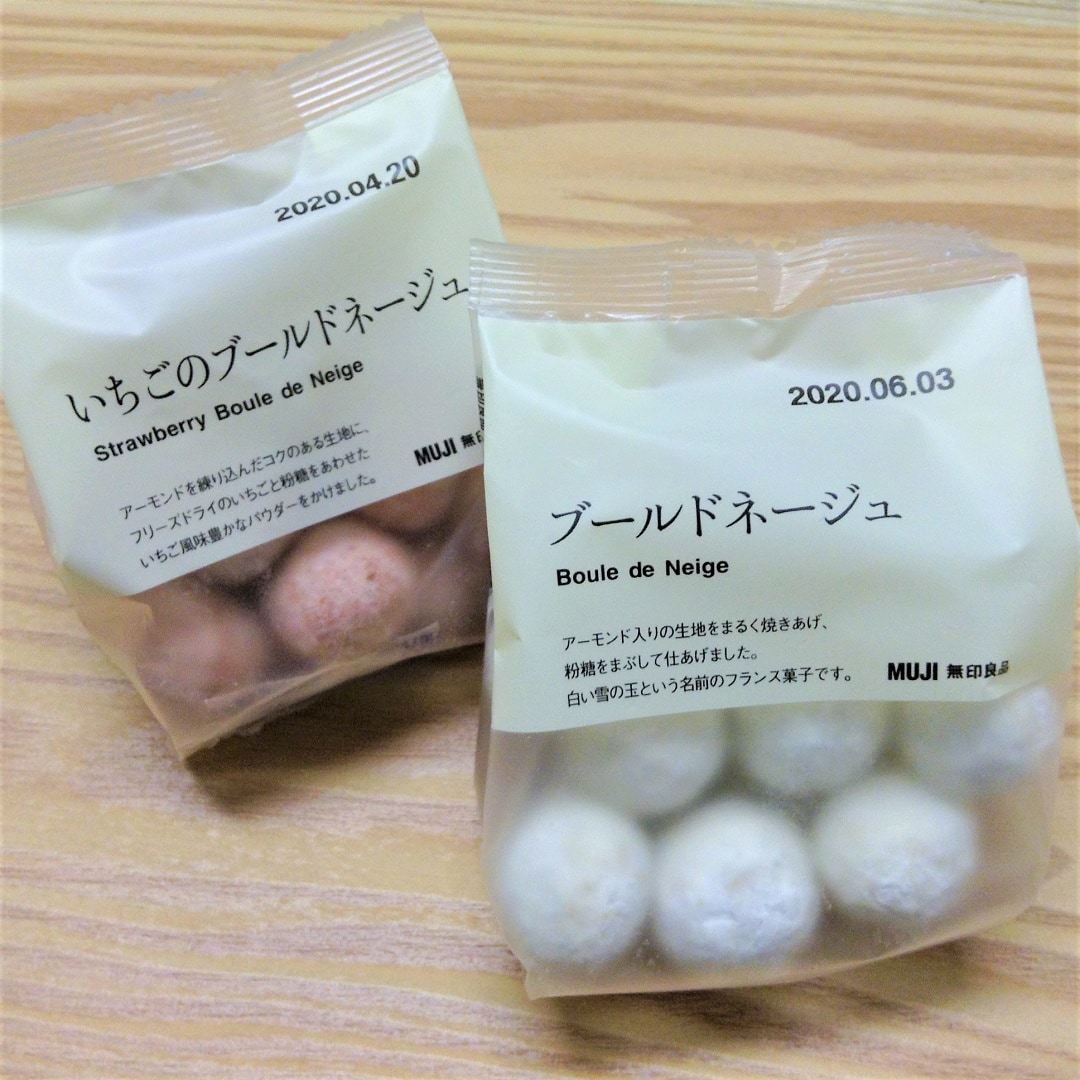 2020.04.20
いちごのブールドネージュ
Strawberry Boule de Neige
アーモンドを練り込んだコクのある生地に、
フリーズドライのいちごと粉糖をあわせた
いちご風味豊かなパウダーをかけました。
MUJI 無印
2020.06.03
ブールドネージュ
Boule de Neige
アーモンド入りの生地をまるく焼きあげ、
粉糖をまぶして仕あげました。
白い雪の玉という名前のフランス菓子です。
MUJI 無印良品